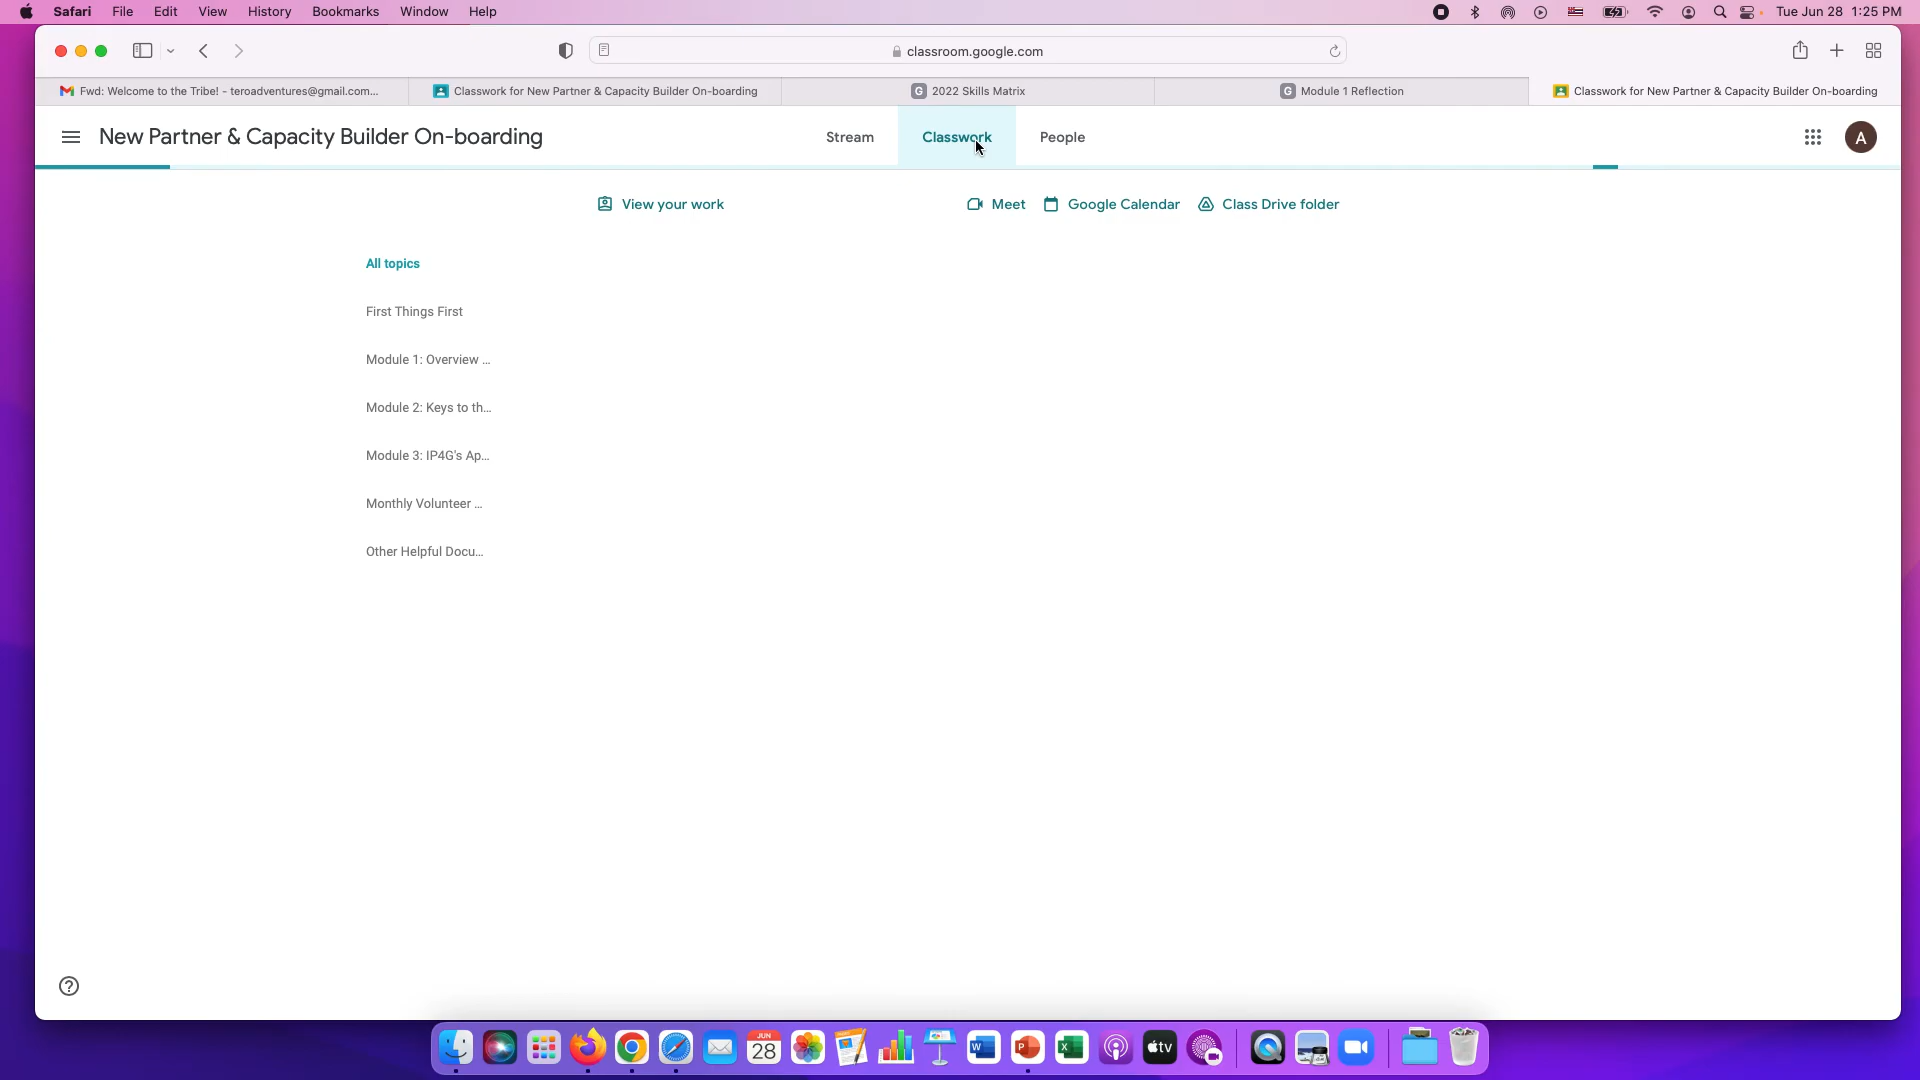 Safari File Edit View History Bookmarks Window Help
Tue Jun 28 1:25 PM
classroom.google.com
Fwd: Welcome to the Tribe! - teroadventures@gmail.com...
Classwork for New Partner & Capacity Builder On-boarding
2022 Skills Matrix
Module 1 Reflection
Classwork for New Partner & Capacity Builder On-boarding
New Partner & Capacity Builder On-boarding
Stream
Classwork
People
A
View your work
Meet
Google Calendar
Class Drive folder
All topics
First Things First
Module 1: Overview ...
Module 2: Keys to th...
Module 3: IP4G's Ap...
Monthly Volunteer ...
Other Helpful Docu...
JUN
28
tv
W
P
X